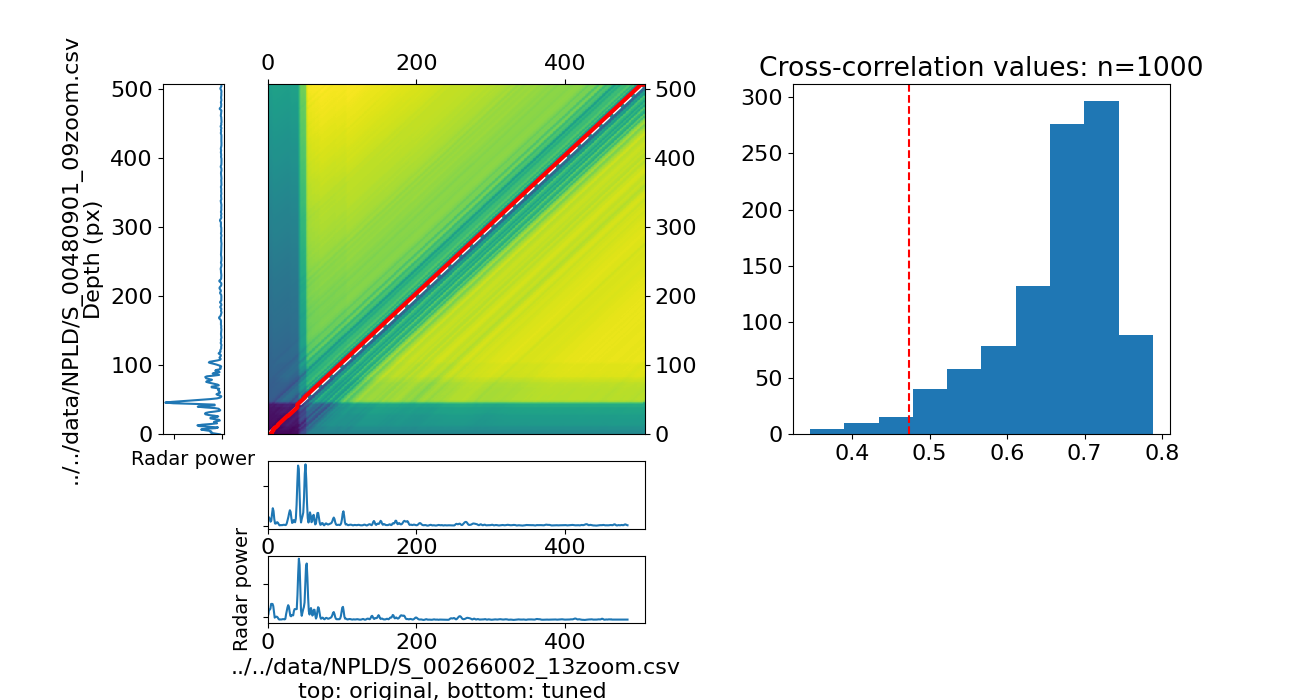 Cross-correlation values: n=1000
0 200 400
../../data/NPLD/S_00480901_09zoom.csv
Depth (px)
500
400
300
200
100
0
500
400
300
200
100
0
Radar power
300
250
200
150
100
50
0
0.4 0.5 0.6 0.7 0.8
0 200 400
Radar power
0 200 400
../../data/NPLD/S_00266002_13zoom.csv
top: original, bottom: tuned